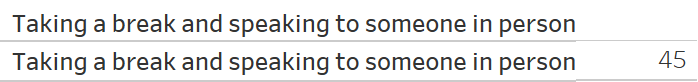 Taking a break and speaking to someone in person
Taking a break and speaking to someone in person 45